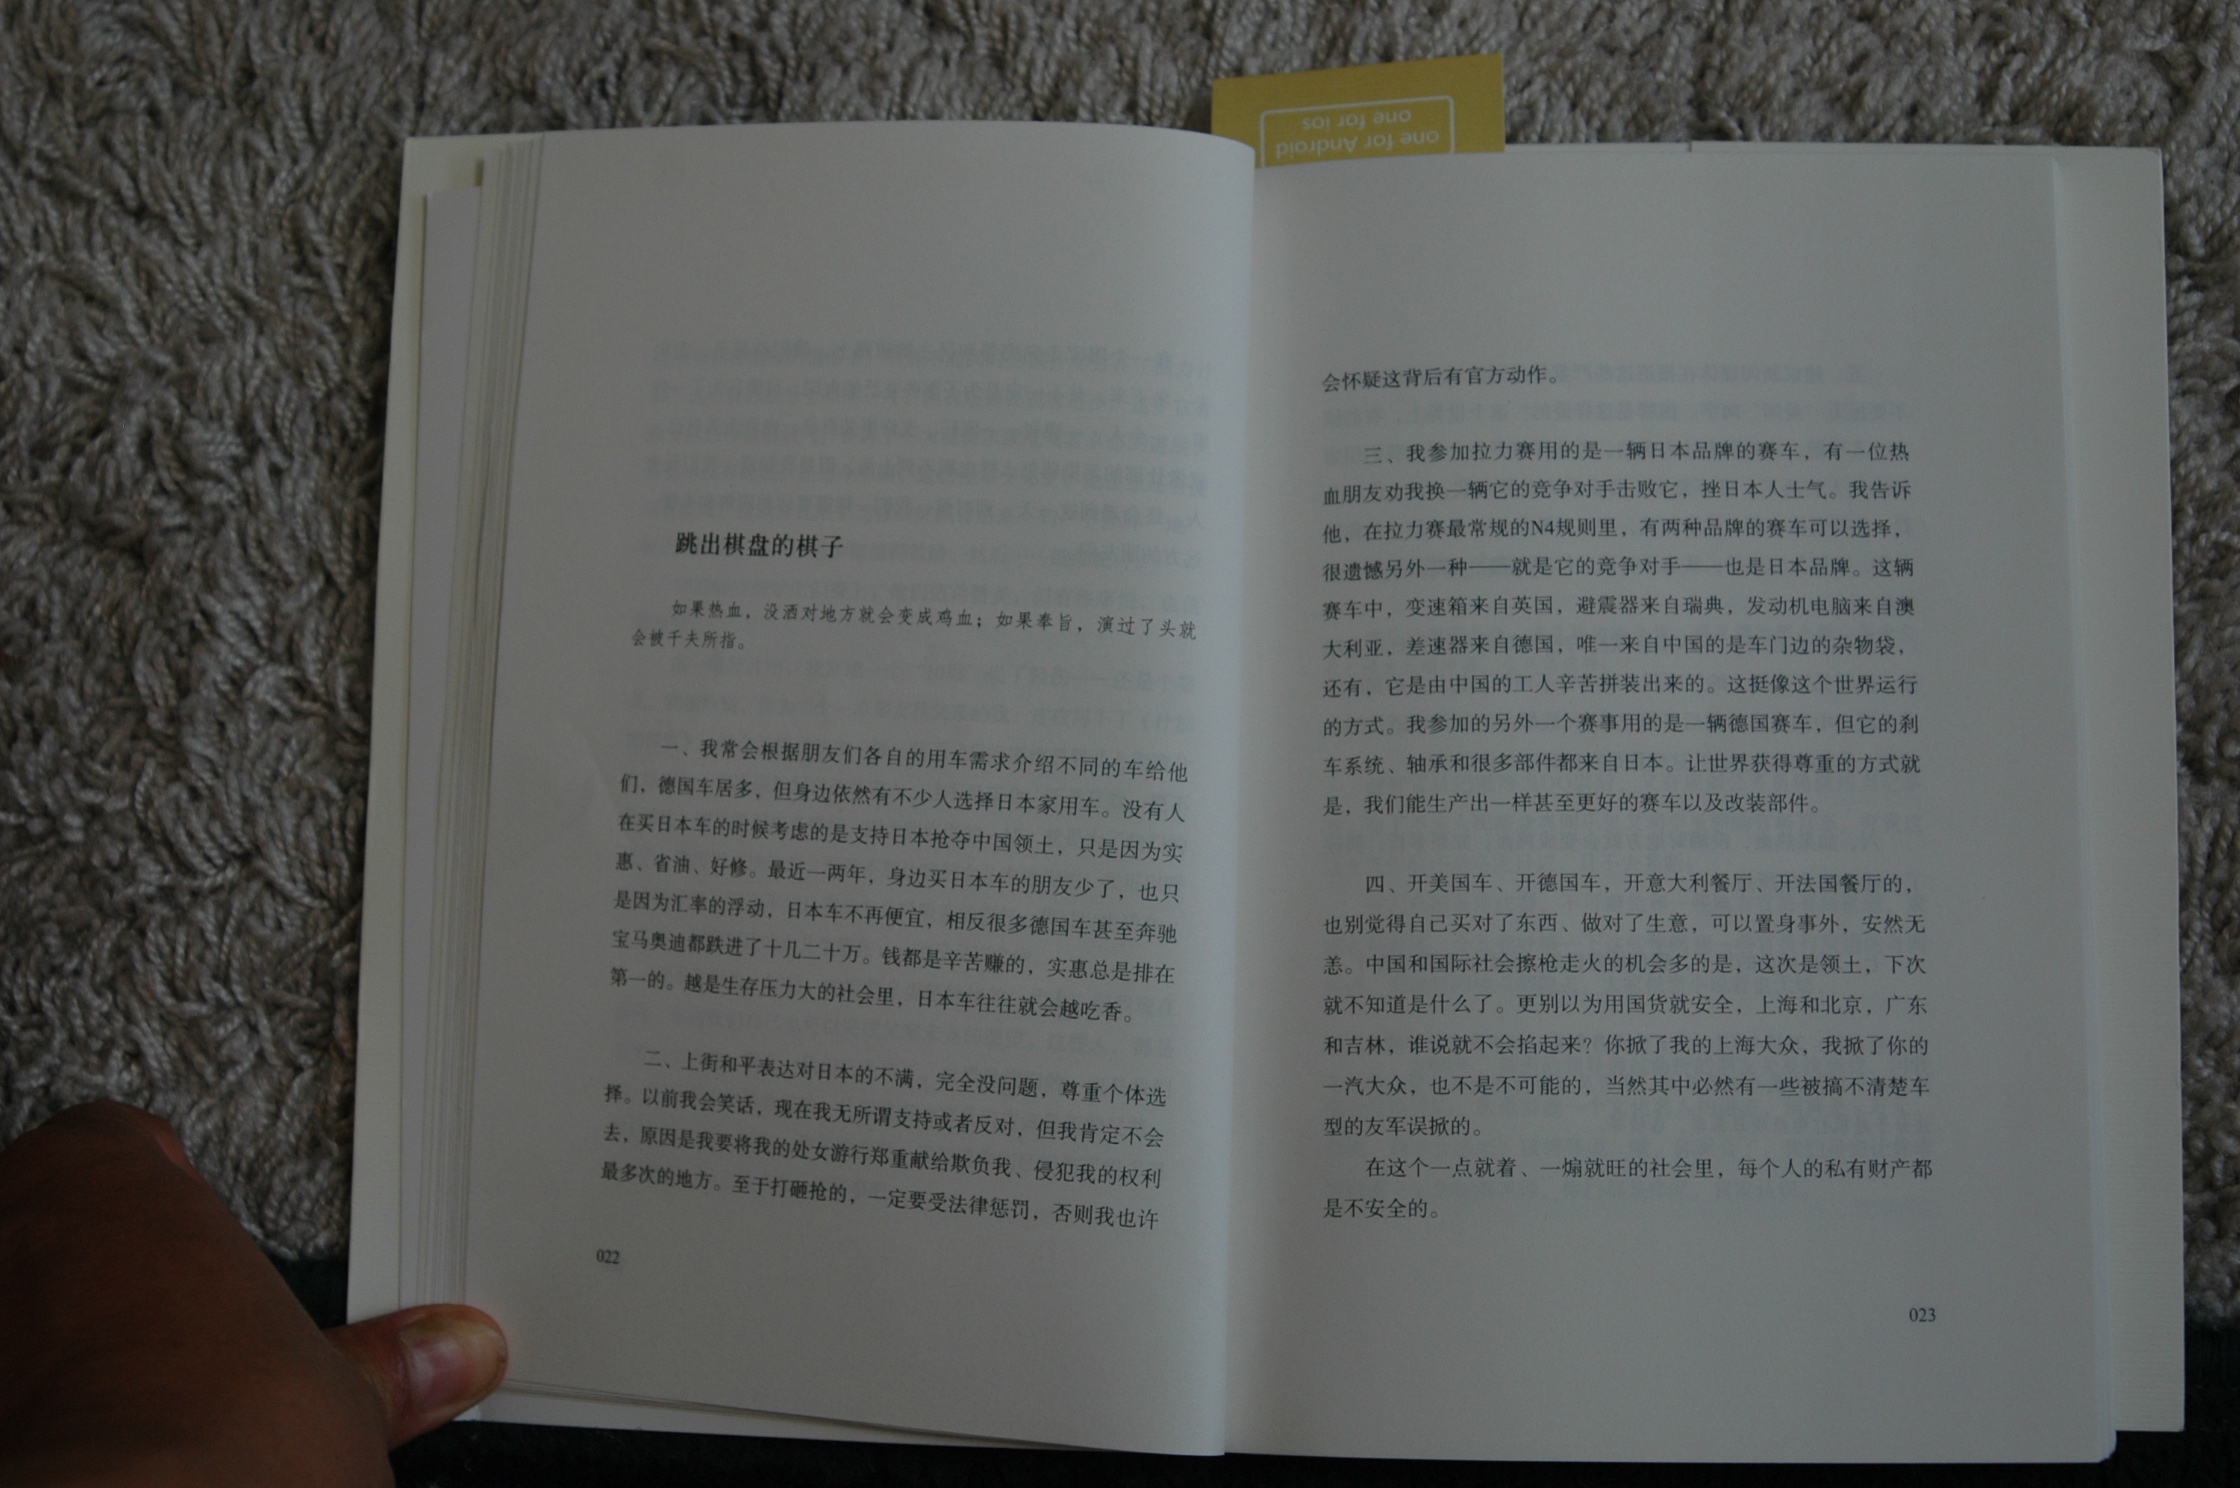 one for Android
one for ios
跳出棋盘的棋子
如果热血，没洒对地方就会变成鸡血；如果奉旨，演过了头就
会被千夫所指。
一、我常会根据朋友们各自的用车需求介绍不同的车给他
们，德国车居多，但身边依然有不少人选择日本家用车。没有人
在买日本车的时候考虑的是支持日本抢夺中国领土，只是因为实
惠、省油、好修。最近一两年，身边买日本车的朋友少了，也只
是因为汇率的浮动，日本车不再便宜，相反很多德国车甚至奔驰
宝马奥迪都跌进了十几二十万。钱都是辛苦赚的，实惠总是排在
第一的。越是生存压力大的社会里，日本车往往就会越吃香。
二、上街和平表达对日本的不满，完全没问题，尊重个体选
择。以前我会笑话，现在我无所谓支持或者反对，但我肯定不会
去，原因是我要将我的处女游行郑重献给欺负我、侵犯我的权利
最多次的地方。至于打砸抢的，一定要受法律惩罚，否则我也许
022
会怀疑这背后有官方动作。
三、我参加拉力赛用的是一辆日本品牌的赛车，有一位热
血朋友劝我换一辆它的竞争对手击败它，挫日本人士气。我告诉
他，在拉力赛最常规的N4规则里，有两种品牌的赛车可以选择，
很遗憾另外一种——就是它的竞争对手——也是日本品牌。这辆
赛车中，变速箱来自英国，避震器来自瑞典，发动机电脑来自澳
大利亚，差速器来自德国，唯一来自中国的是车门边的杂物袋，
还有，它是由中国的工人辛苦拼装出来的。这挺像这个世界运行
的方式。我参加的另外一个赛事用的是一辆德国赛车，但它的刹
车系统、轴承和很多部件都来自日本。让世界获得尊重的方式就
是，我们能生产出一样甚至更好的赛车以及改装部件。
四、开美国车、开德国车，开意大利餐厅、开法国餐厅的，
也别觉得自己买对了东西、做对了生意，可以置身事外，安然无
恙。中国和国际社会擦枪走火的机会多的是，这次是领土，下次
就不知道是什么了。更别以为用国货就安全，上海和北京，广东
和吉林，谁说就不会掐起来？你掀了我的上海大众，我掀了你的
一汽大众，也不是不可能的，当然其中必然有一些被搞不清楚车
型的友军误掀的。
在这个一点就着、一煽就旺的社会里，每个人的私有财产都
是不安全的。
023